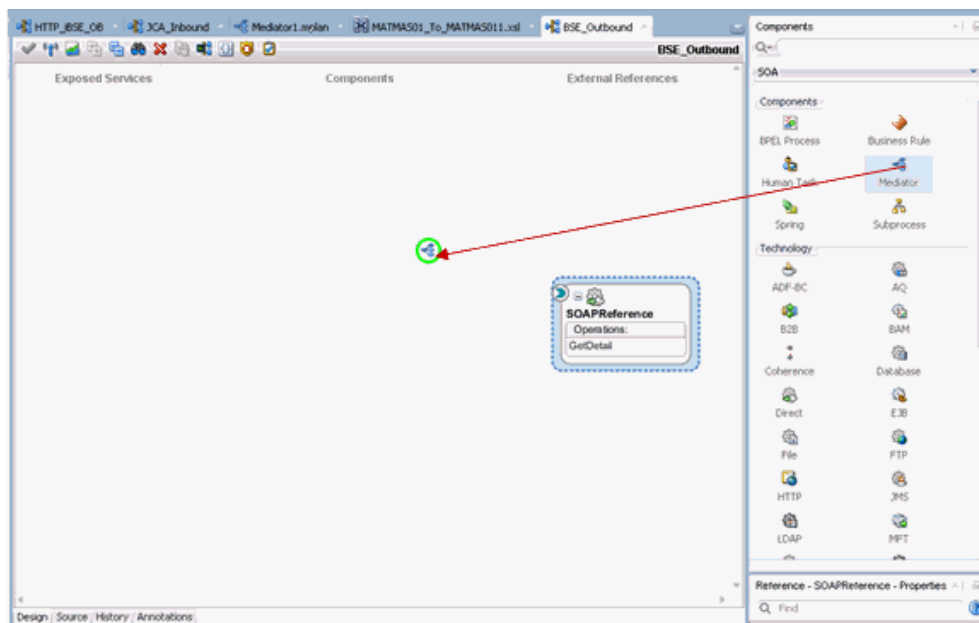 HTTP_iBSE_OB JCA_Inbound Mediator1.mplan MATMAS01_To_MATMAS011.xsl BSE_Outbound
BSE_Outbound
Exposed Services Components External References
SOAPReference
Operations:
GetDetail
Design Source History Annotations
Components
SOA
Components
BPEL Process Business Rule
Human Task Mediator
Spring Subprocess
Technology
ADF-BC AQ
B2B BAM
Coherence Database
Direct EJB
File FTP
HTTP JMS
LDAP MFT
Reference - SOAPReference - Properties
Find